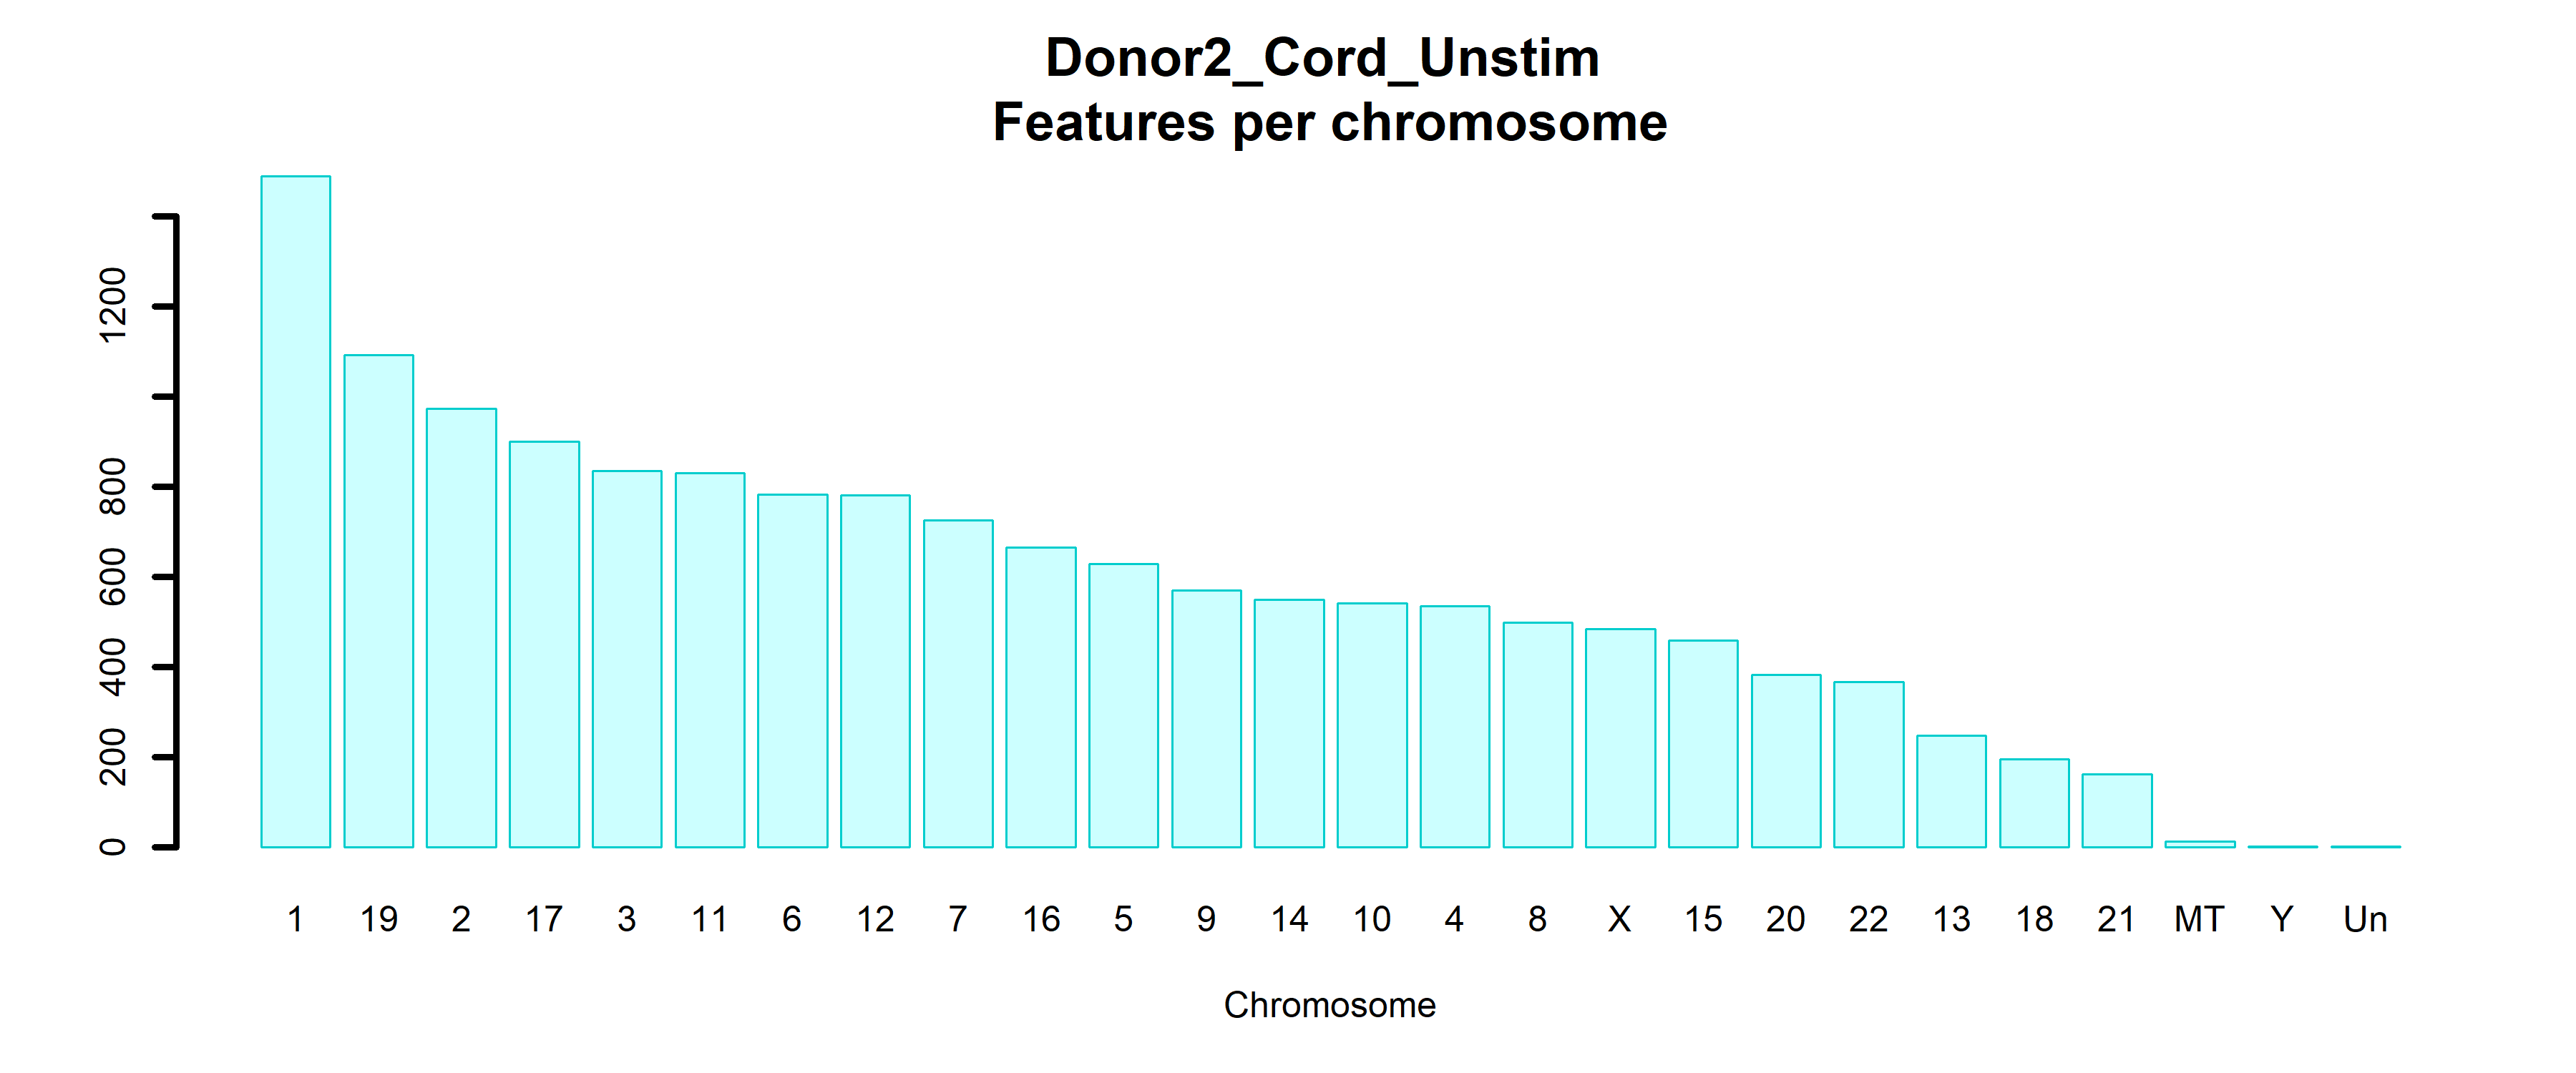 Donor2_Cord_Unstim
Features per chromosome
1200
800
600
400
200
0
1 19 2 17 3 11 6 12 7 16 5 9 14 10 4 8 X 15 20 22 13 18 21 MT Y Un
Chromosome